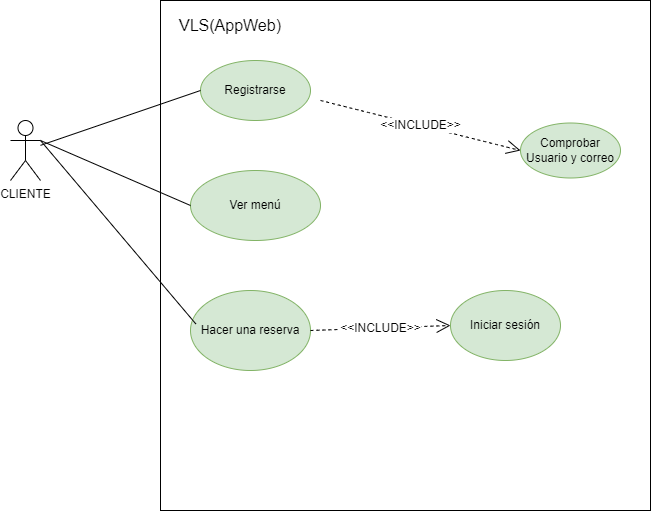 VLS(AppWeb)
Registrarse
<<INCLUDE>>
Comprobar
Usuario y correo
CLIENTE
Ver menú
Hacer una reserva
<<INCLUDE>>
Iniciar sesión